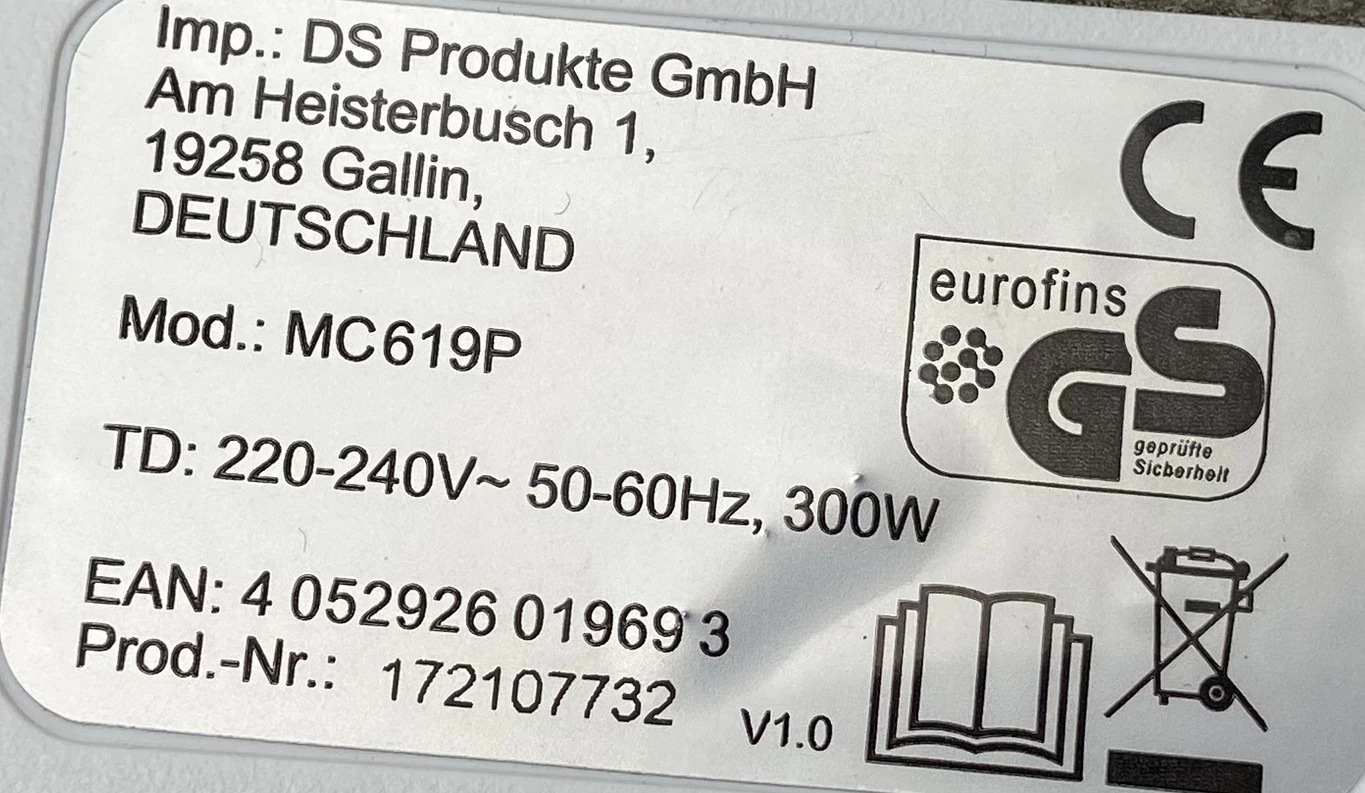 Imp.: DS Produkte GmbH
Am Heisterbusch 1,
19258 Gallin,
DEUTSCHLAND
CE
eurofins
GS
geprüfte
Sicherheit
Mod.: MC619P
TD: 220-240V~ 50-60Hz, 300W
EAN: 4 052926 01969 3
Prod.-Nr.: 172107732
V1.0